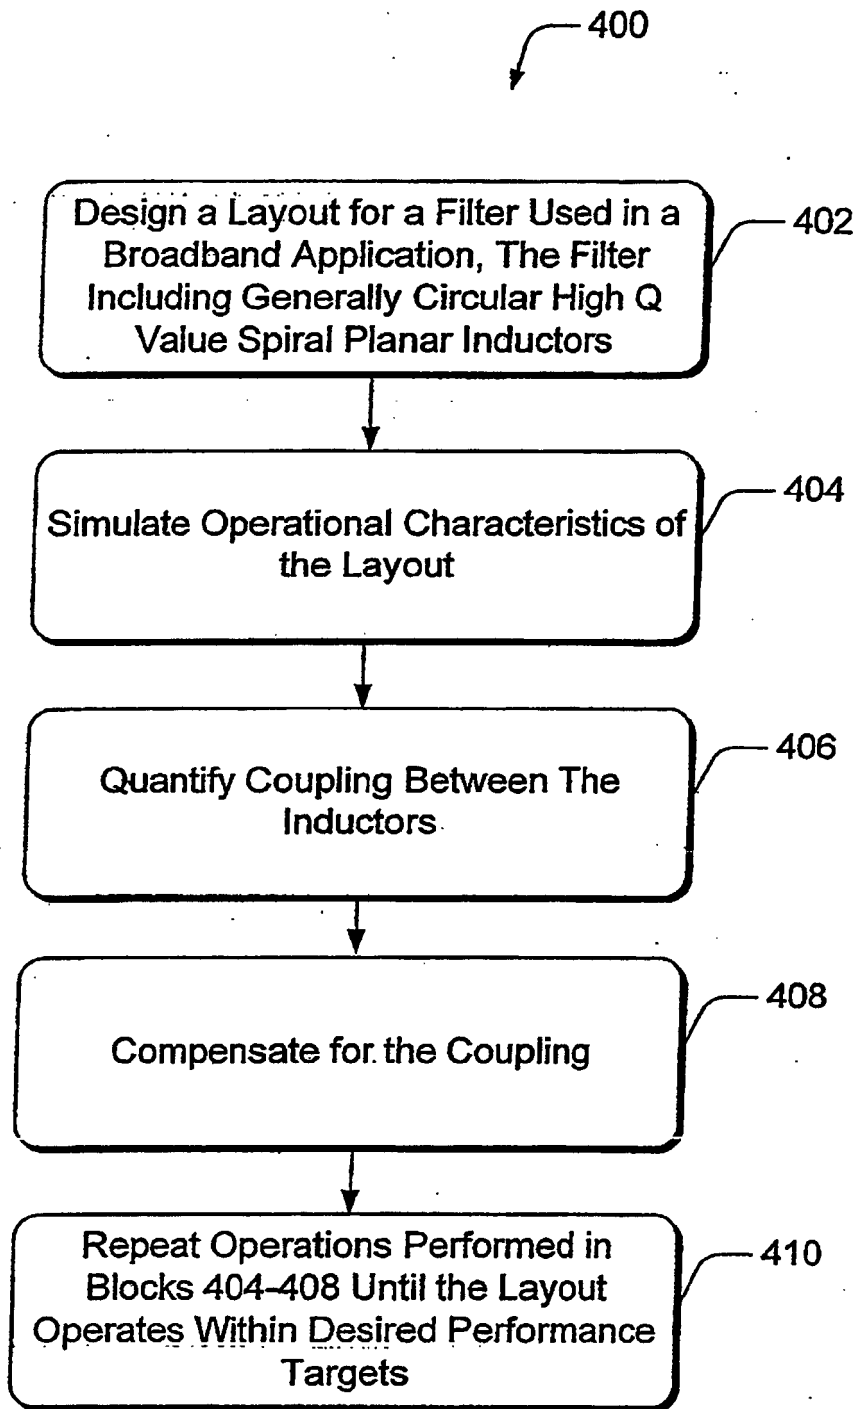 400
Design a Layout for a Filter Used in a
Broadband Application, The Filter
Including Generally Circular High Q
Value Spiral Planar Inductors
402
Simulate Operational Characteristics of
the Layout
404
Quantify Coupling Between The
Inductors
406
Compensate for the Coupling
408
Repeat Operations Performed in
Blocks 404-408 Until the Layout
Operates Within Desired Performance
Targets
410